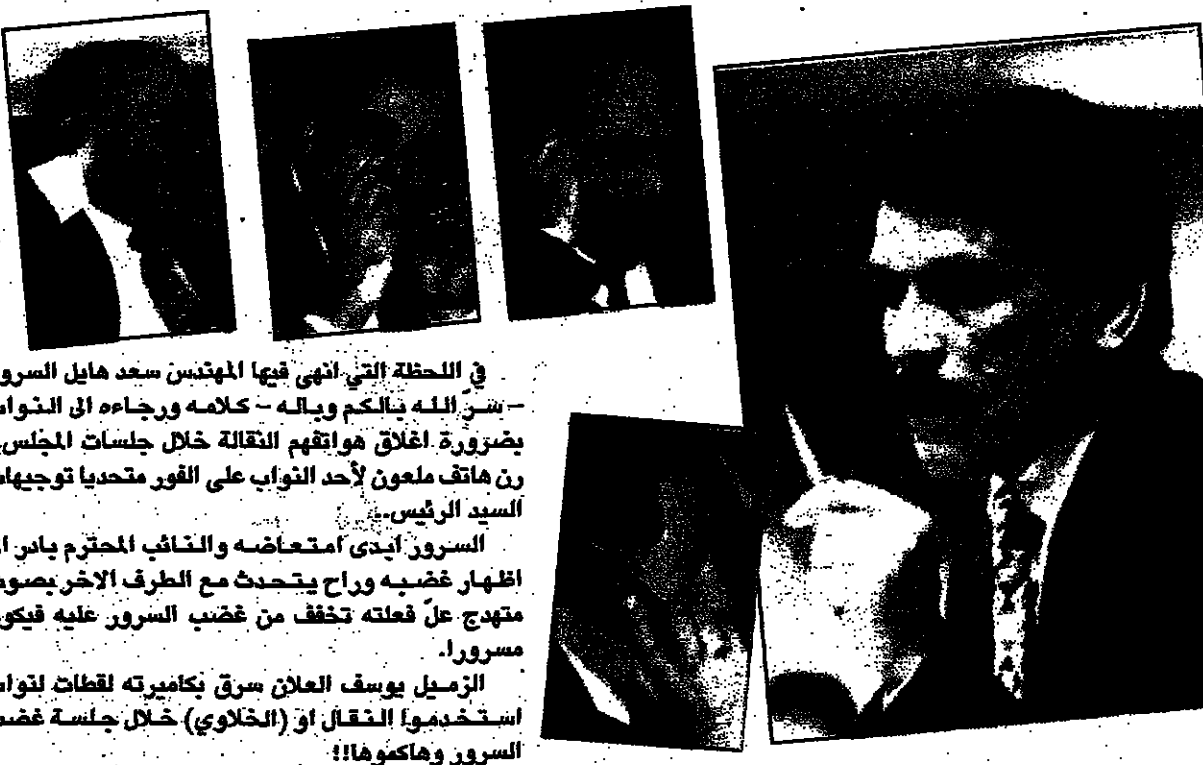 في اللحظة التي انهى فيها المهندس سعد هايل السرور
– سرّ الله بالكم وباله – كلامه ورجاءه الى النواب
بضرورة اغلاق هواتفهم النقالة خلال جلسات المجلس،
رن هاتف ملعون لأحد النواب على الفور متحديا توجيهات
السيد الرئيس..
السرور ابدى امتعاضه والنائب المحترم بادر الى
اظهار غضبه وراح يتحدث مع الطرف الاخر بصوت
متهدج علّ فعلته تخفف من غضب السرور عليه فيكون
مسرورا.
الزميل يوسف العلان سرق بكاميرته لقطات لنواب
استخدموا النقال او (الخلاوي) خلال جلسة غضب
السرور وهاكموها!!